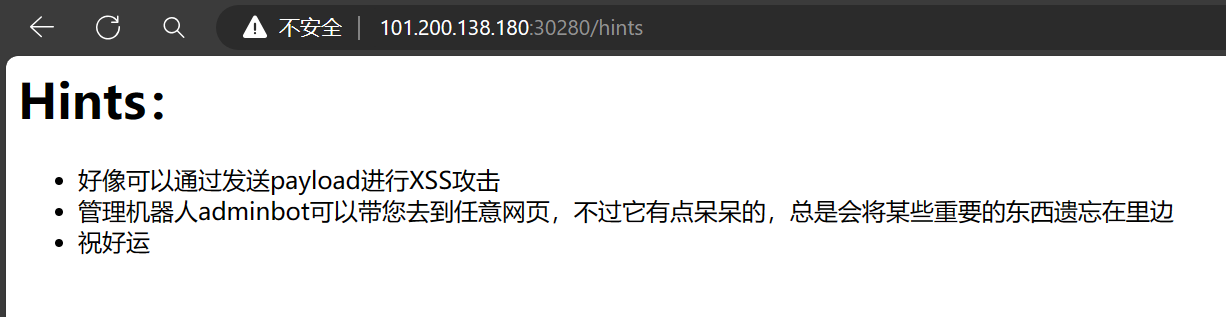 不安全 101.200.138.180:30280/hints
Hints：
好像可以通过发送payload进行XSS攻击
管理机器人adminbot可以带您去到任意网页，不过它有点呆呆的，总是会将某些重要的东西遗忘在里边
祝好运